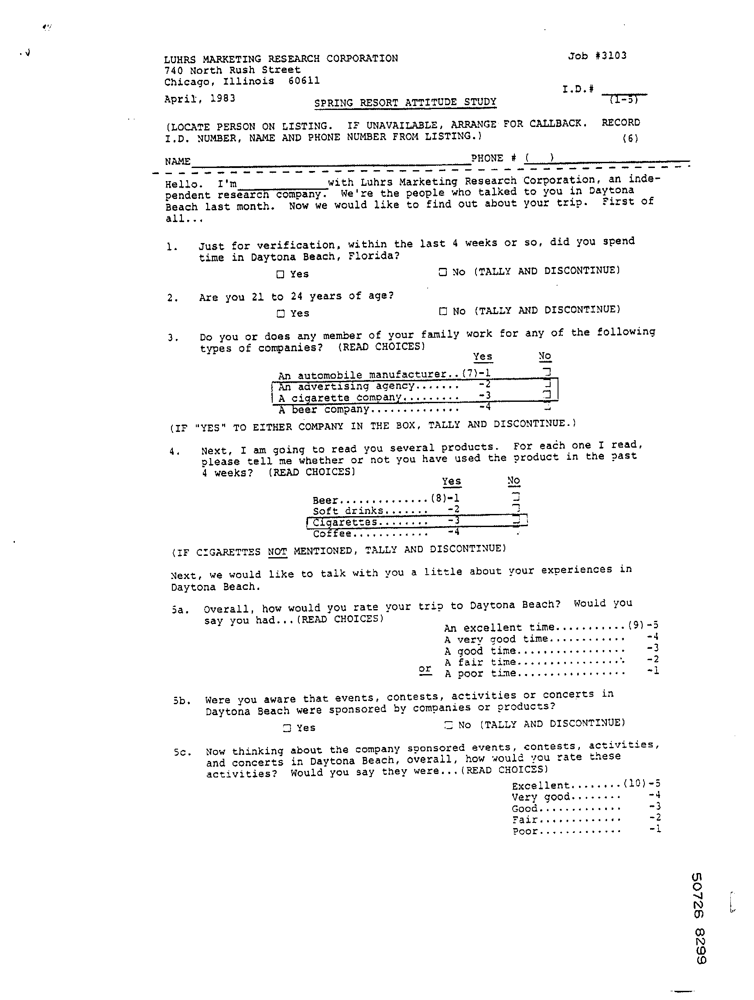 LUHRS MARKETING RESEARCH CORPORATION Job #3103
740 North Rush Street
Chicago, Illinois 60611
I.D.#
April, 1983 SPRING RESORT ATTITUDE STUDY (1-5)
(LOCATE PERSON ON LISTING. IF UNAVAILABLE, ARRANGE FOR CALLBACK. RECORD
I.D. NUMBER, NAME AND PHONE NUMBER FROM LISTING.) (6)
NAME PHONE # ( )
Hello. I'm with Luhrs Marketing Research Corporation, an inde-
pendent research company. We're the people who talked to you in Daytona
Beach last month. Now we would like to find out about your trip. First of
all...
1. Just for verification, within the last 4 weeks or so, did you spend
time in Daytona Beach, Florida?
□ Yes □ No (TALLY AND DISCONTINUE)
2. Are you 21 to 24 years of age?
□ Yes □ No (TALLY AND DISCONTINUE)
3. Do you or does any member of your family work for any of the following
types of companies? (READ CHOICES)
Yes No
An automobile manufacturer..(7)-1 □
An advertising agency....... -2 □
A cigarette company......... -3 □
A beer company.............. -4 □
(IF "YES" TO EITHER COMPANY IN THE BOX, TALLY AND DISCONTINUE.)
4. Next, I am going to read you several products. For each one I read,
please tell me whether or not you have used the product in the past
4 weeks? (READ CHOICES)
Yes No
Beer..............(8)-1 □
Soft drinks....... -2 □
Cigarettes........ -3 □
Coffee............ -4
(IF CIGARETTES NOT MENTIONED, TALLY AND DISCONTINUE)
Next, we would like to talk with you a little about your experiences in
Daytona Beach.
5a. Overall, how would you rate your trip to Daytona Beach? Would you
say you had...(READ CHOICES)
An excellent time...........(9)-5
A very good time............ -4
A good time................. -3
A fair time................. -2
or A poor time................. -1
5b. Were you aware that events, contests, activities or concerts in
Daytona Beach were sponsored by companies or products?
□ Yes □ No (TALLY AND DISCONTINUE)
5c. Now thinking about the company sponsored events, contests, activities,
and concerts in Daytona Beach, overall, how would you rate these
activities? Would you say they were...(READ CHOICES)
Excellent........(10)-5
Very good........ -4
Good............. -3
Fair............. -2
Poor............. -1
50726 8299